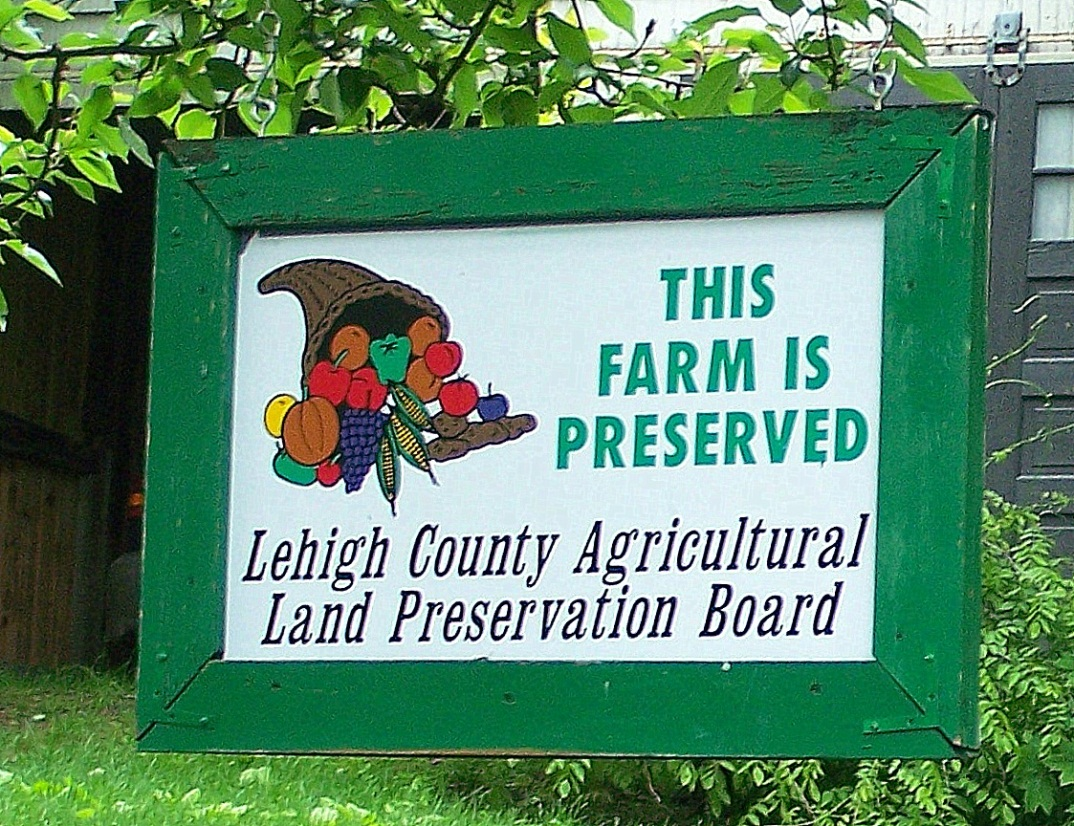 THIS
FARM IS
PRESERVED
Lehigh County Agricultural
Land Preservation Board